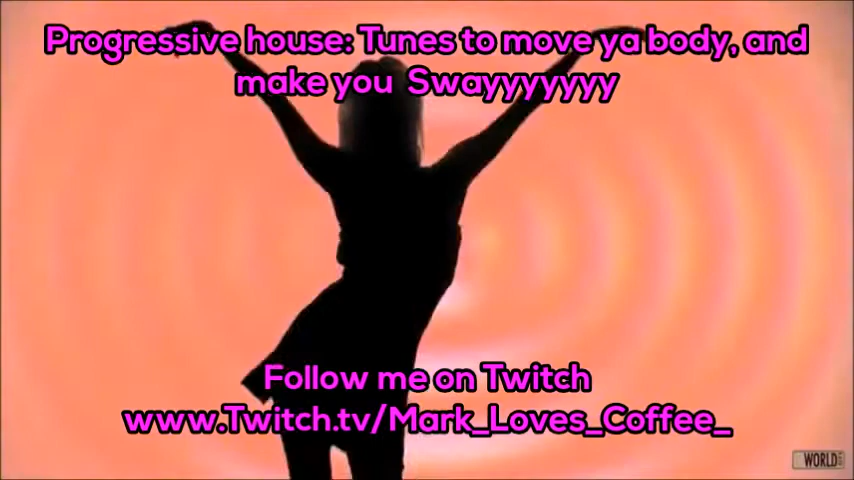 Progressive house: Tunes to move ya body, and
make you Swayyyyyyy
Follow me on Twitch
www.Twitch.tv/Mark_Loves_Coffee_
WORLD